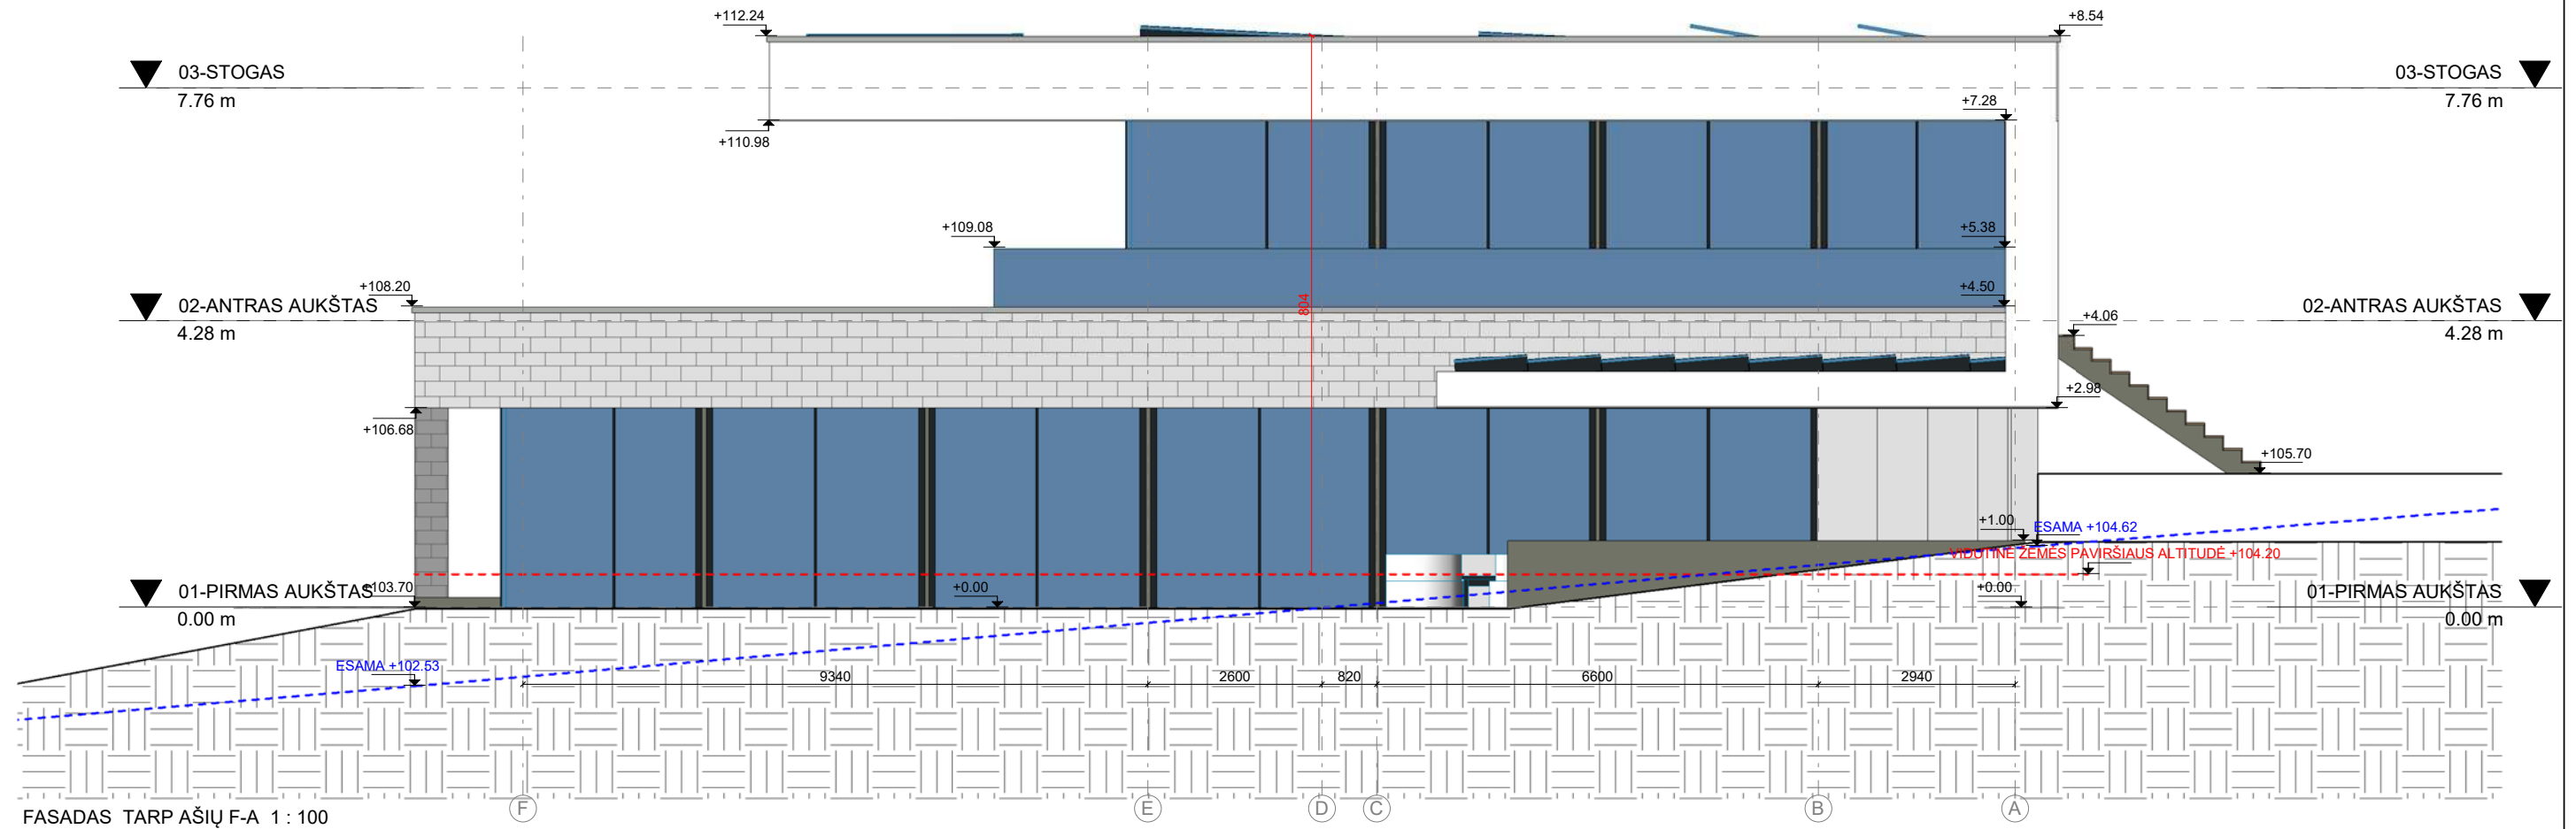 +112.24
+8.54
03-STOGAS
7.76 m
03-STOGAS
7.76 m
+7.28
+110.98
+109.08
+5.38
+108.20
+4.50
02-ANTRAS AUKŠTAS
4.28 m
804
02-ANTRAS AUKŠTAS
4.28 m
+4.06
+2.98
+106.68
+105.70
+1.00
ESAMA +104.62
VIDUTINĖ ŽEMĖS PAVIRŠIAUS ALTITUDĖ +104.20
01-PIRMAS AUKŠTAS
0.00 m
+103.70
+0.00
+0.00
01-PIRMAS AUKŠTAS
0.00 m
ESAMA +102.53
9340
2600
820
6600
2940
F
E
D
C
B
A
FASADAS TARP AŠIŲ F-A 1 : 100